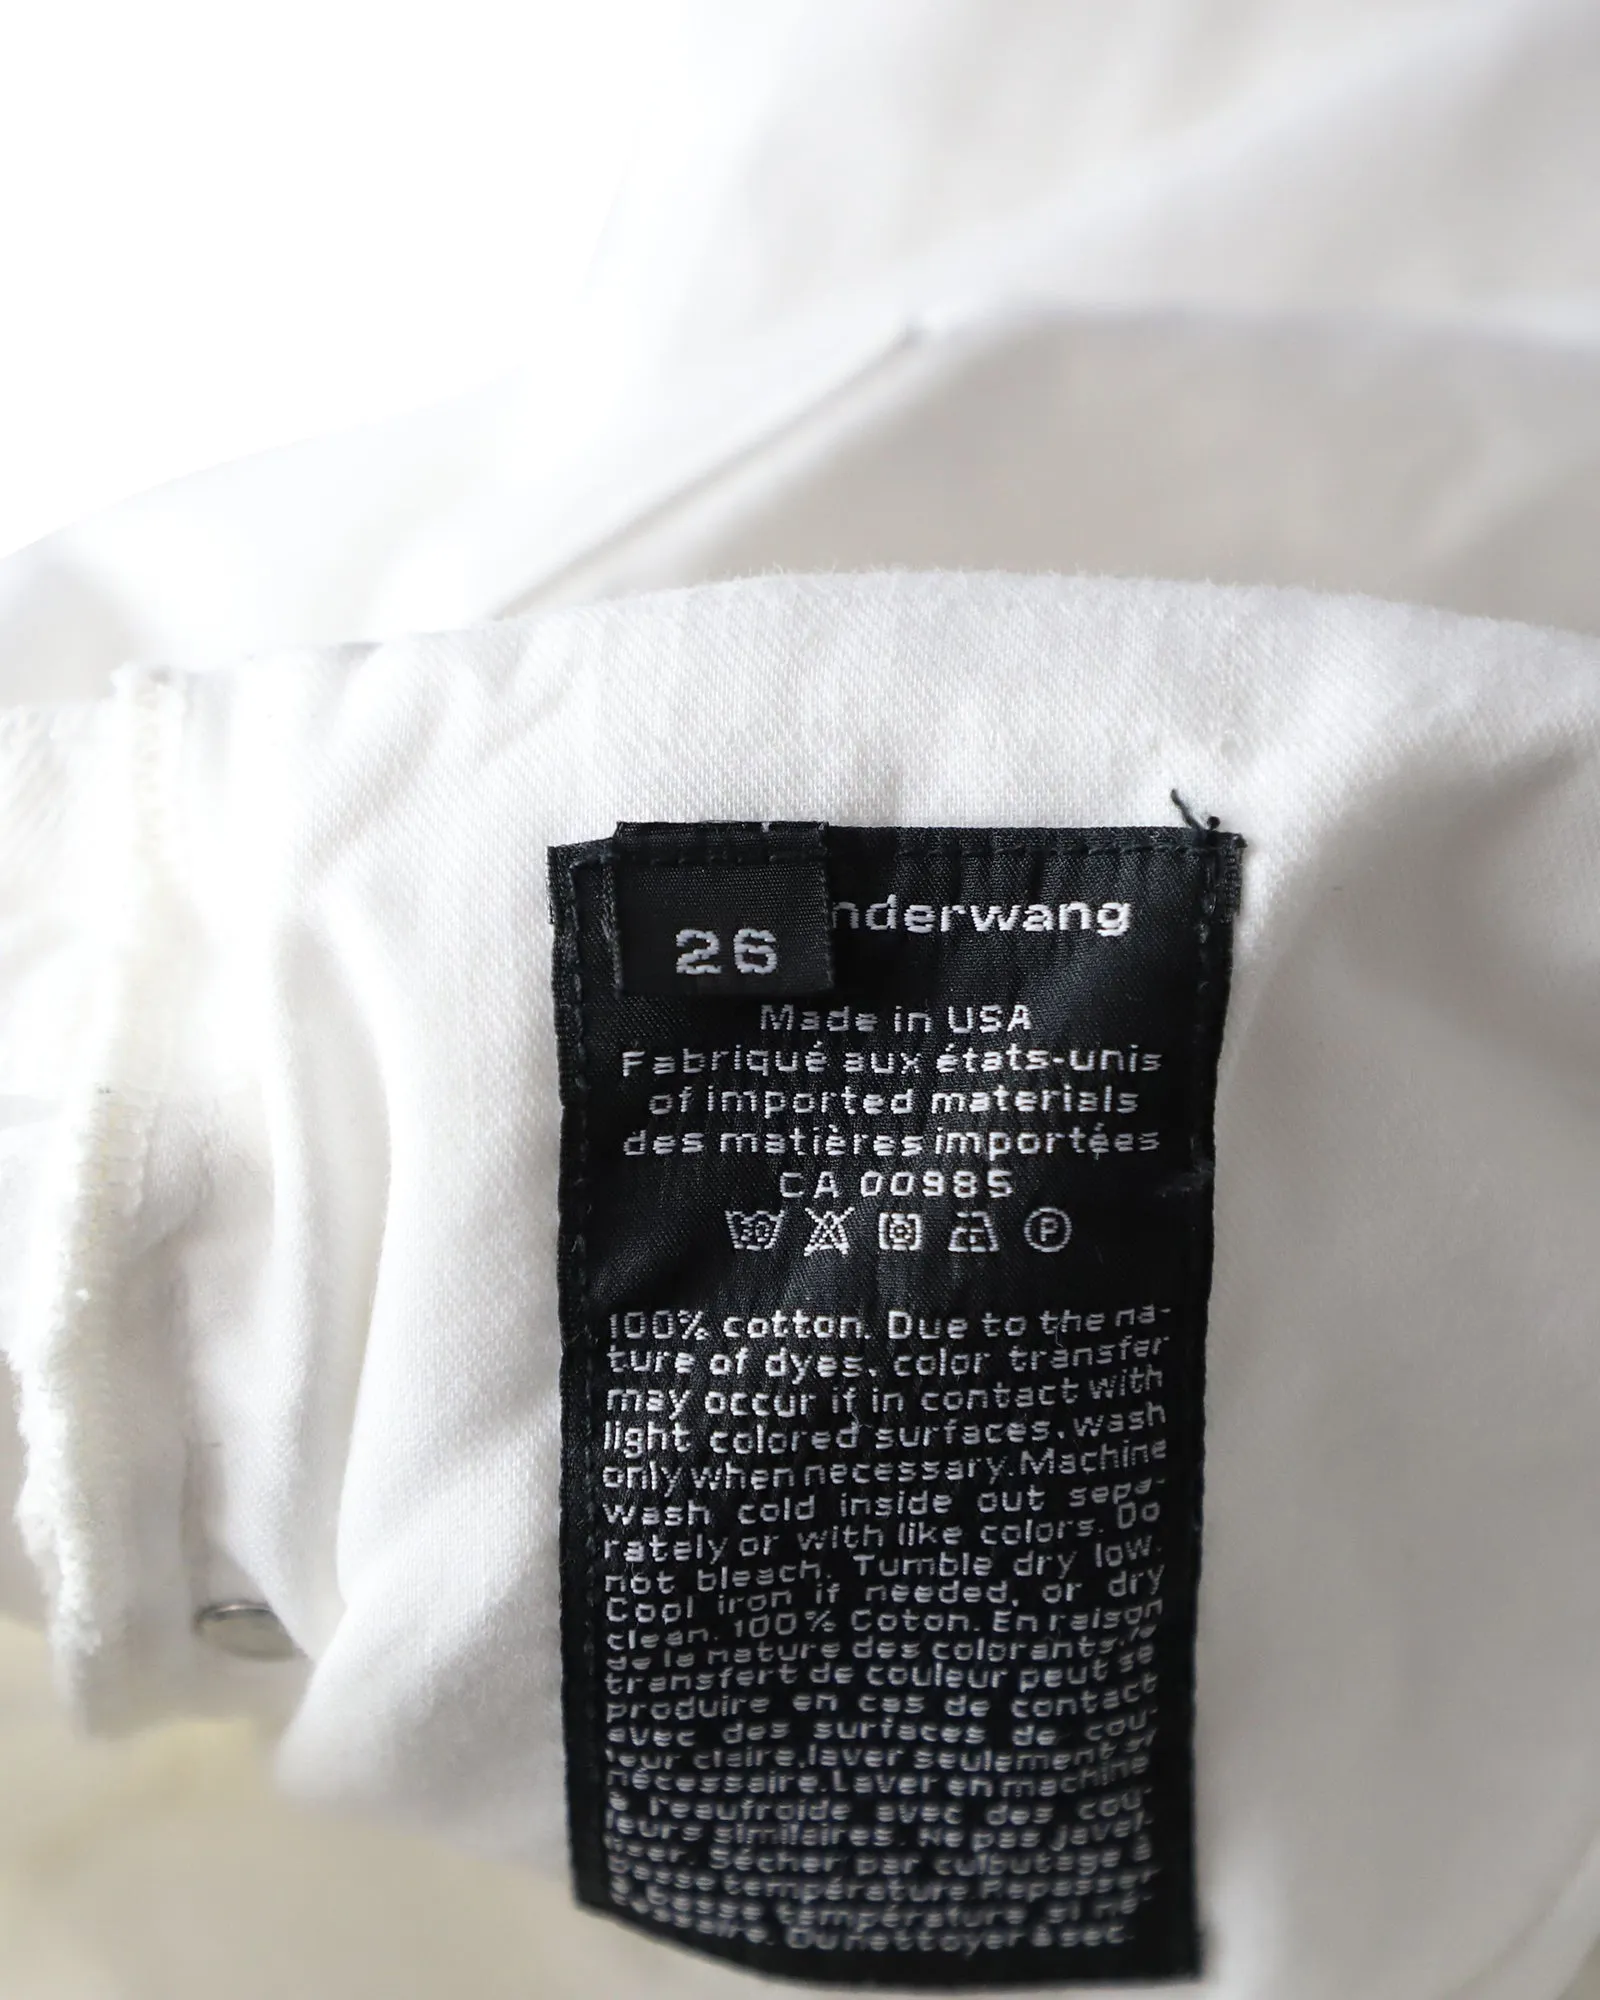 26
nderwang
Made in USA
Fabriqué aux états-unis
of imported materials
des matières importées
CA 00985
30
P
100% cotton. Due to the na-
ture of dyes, color transfer
may occur if in contact with
light colored surfaces, wash
only when necessary. Machine
wash cold inside out sepa-
rately or with like colors. Do
not bleach. Tumble dry low.
Cool iron if needed, or dry
clean. 100% Coton. En raison
de la nature des colorants, le
transfert de couleur peut se
produire en cas de contact
avec des surfaces de cou-
leur claire, laver seulement si
nécessaire. Laver en machine
à l'eau froide avec des cou-
leurs similaires. Ne pas javel-
iser. Sécher par culbutage à
basse température. Repasser
à basse température si né-
cessaire. Ou nettoyer à sec.